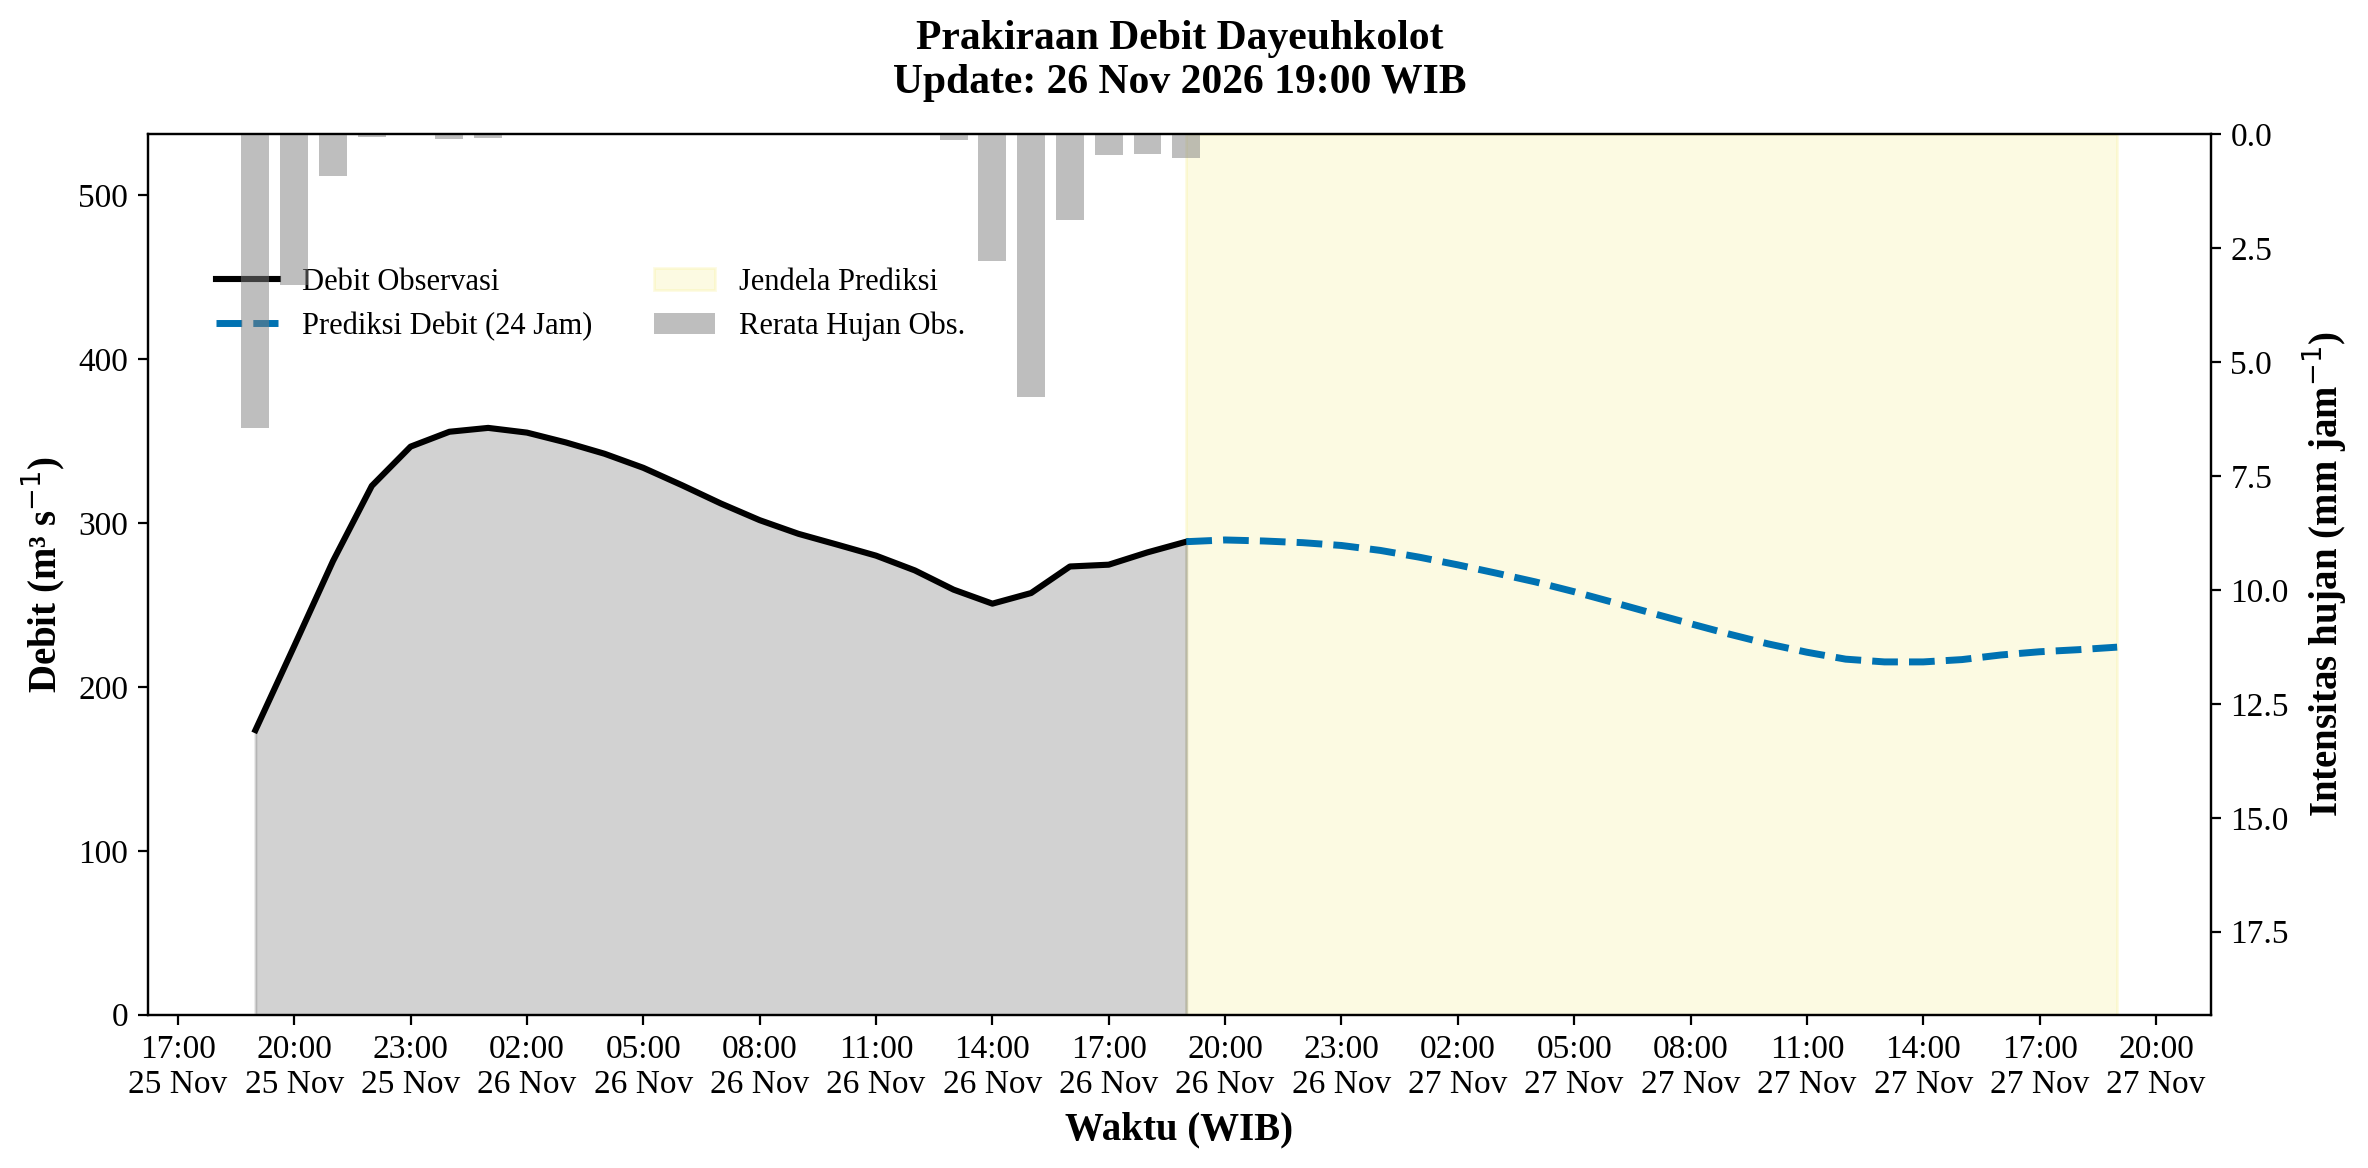 Prakiraan Debit Dayeuhkolot
Update: 26 Nov 2026 19:00 WIB
Debit (m³ s⁻¹)
500
400
300
200
100
0
Debit Observasi
Prediksi Debit (24 Jam)
Jendela Prediksi
Rerata Hujan Obs.
0.0
2.5
5.0
7.5
10.0
12.5
15.0
17.5
Intensitas hujan (mm jam⁻¹)
17:00 20:00 23:00 02:00 05:00 08:00 11:00 14:00 17:00 20:00 23:00 02:00 05:00 08:00 11:00 14:00 17:00 20:00
25 Nov 25 Nov 25 Nov 26 Nov 26 Nov 26 Nov 26 Nov 26 Nov 26 Nov 26 Nov 26 Nov 27 Nov 27 Nov 27 Nov 27 Nov 27 Nov 27 Nov 27 Nov
Waktu (WIB)